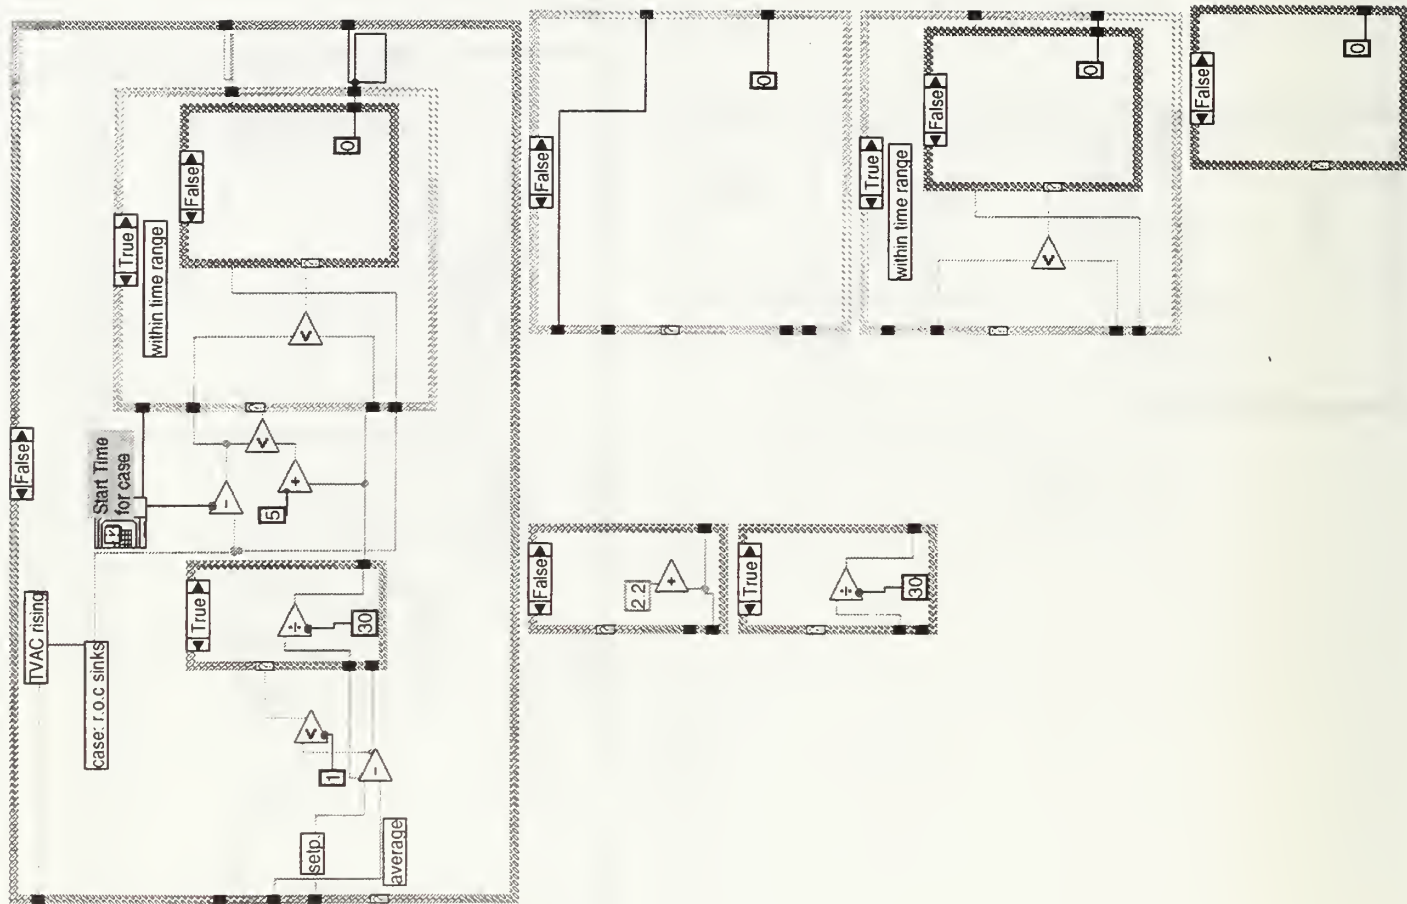 False
TVAC rising
case: r.o.c sinks
Start Time
for case
True
within time range
False
0
5
-
+
<
<
True
÷
30
<
1
-
setp.
average
False
0
True
within time range
False
0
<
False
0
False
2.2
+
True
÷
30